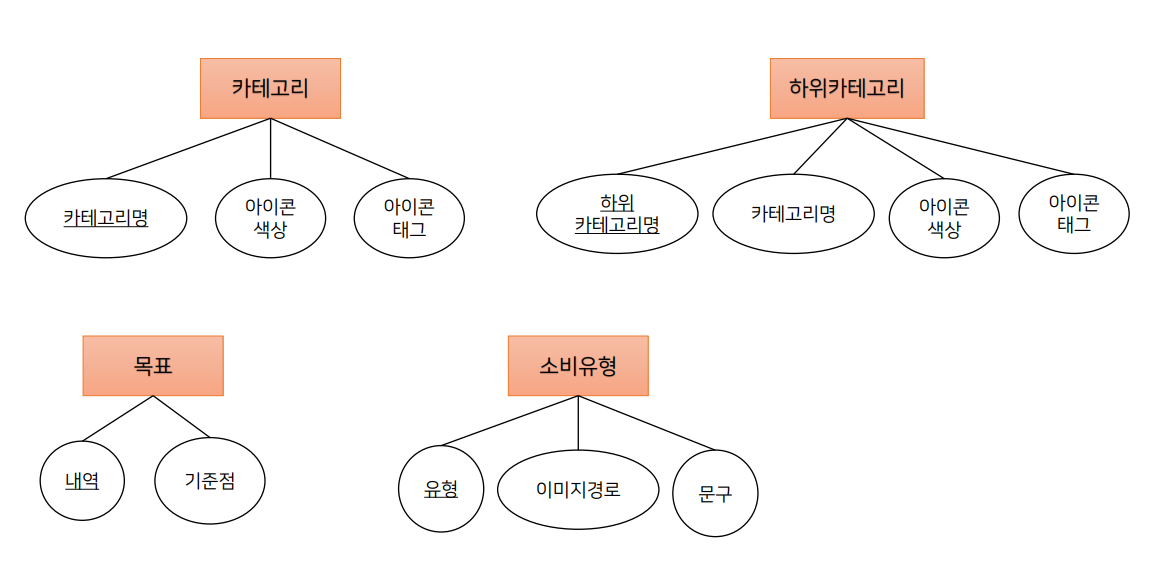 카테고리
카테고리명
아이콘
색상
아이콘
태그
하위카테고리
하위
카테고리명
카테고리명
아이콘
색상
아이콘
태그
목표
내역
기준점
소비유형
유형
이미지경로
문구